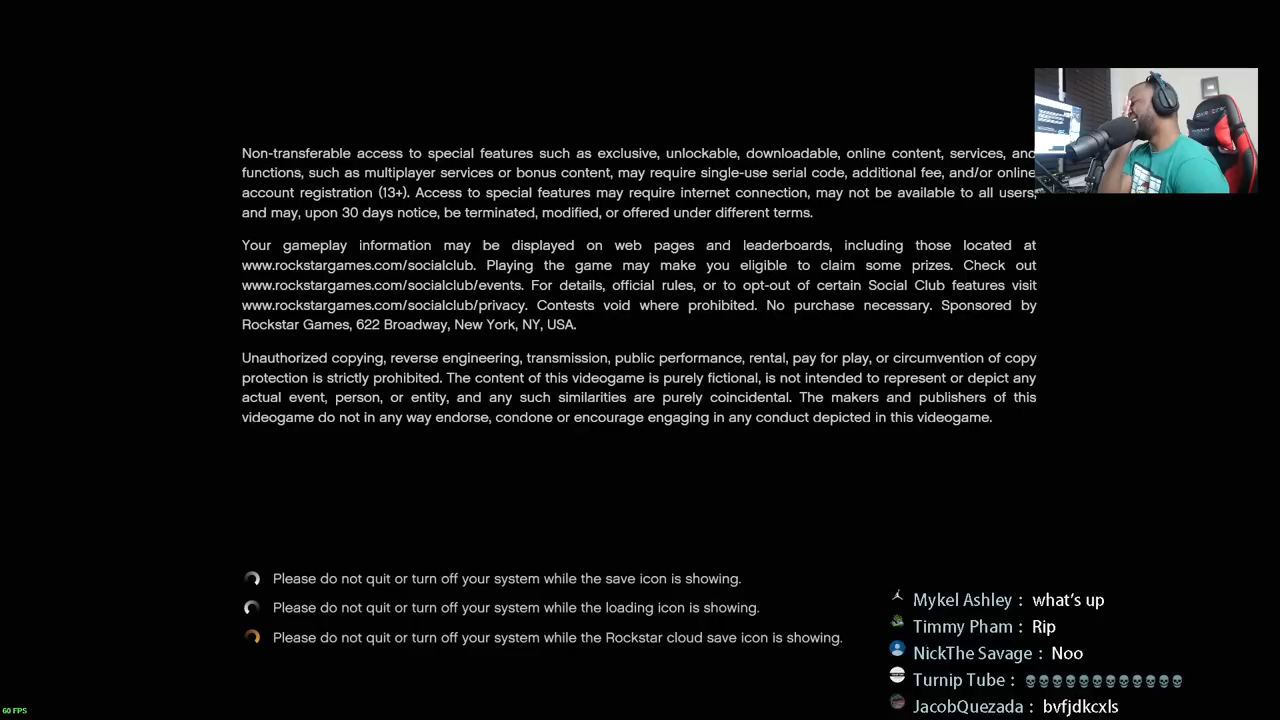 Non-transferable access to special features such as exclusive, unlockable, downloadable, online content, services, and
functions, such as multiplayer services or bonus content, may require single-use serial code, additional fee, and/or online
account registration (13+). Access to special features may require internet connection, may not be available to all users,
and may, upon 30 days notice, be terminated, modified, or offered under different terms.
Your gameplay information may be displayed on web pages and leaderboards, including those located at
www.rockstargames.com/socialclub. Playing the game may make you eligible to claim some prizes. Check out
www.rockstargames.com/socialclub/events. For details, official rules, or to opt-out of certain Social Club features visit
www.rockstargames.com/socialclub/privacy. Contests void where prohibited. No purchase necessary. Sponsored by
Rockstar Games, 622 Broadway, New York, NY, USA.
Unauthorized copying, reverse engineering, transmission, public performance, rental, pay for play, or circumvention of copy
protection is strictly prohibited. The content of this videogame is purely fictional, is not intended to represent or depict any
actual event, person, or entity, and any such similarities are purely coincidental. The makers and publishers of this
videogame do not in any way endorse, condone or encourage engaging in any conduct depicted in this videogame.
Please do not quit or turn off your system while the save icon is showing.
Please do not quit or turn off your system while the loading icon is showing.
Please do not quit or turn off your system while the Rockstar cloud save icon is showing.
Mykel Ashley : what's up
Timmy Pham : Rip
NickThe Savage : Noo
Turnip Tube : 💀💀💀💀💀💀💀💀💀💀💀💀
JacobQuezada : bvfjdkcxls
60 FPS